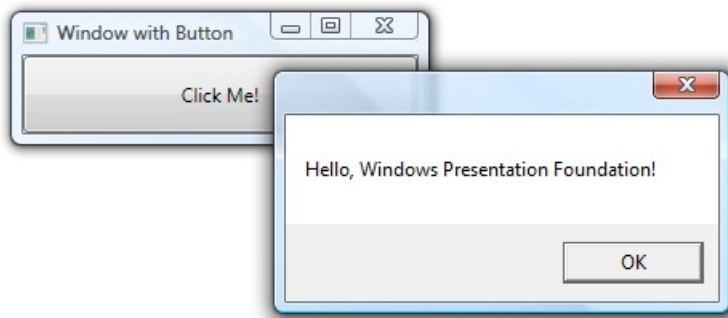 Window with Button
Click Me!
Hello, Windows Presentation Foundation!
OK